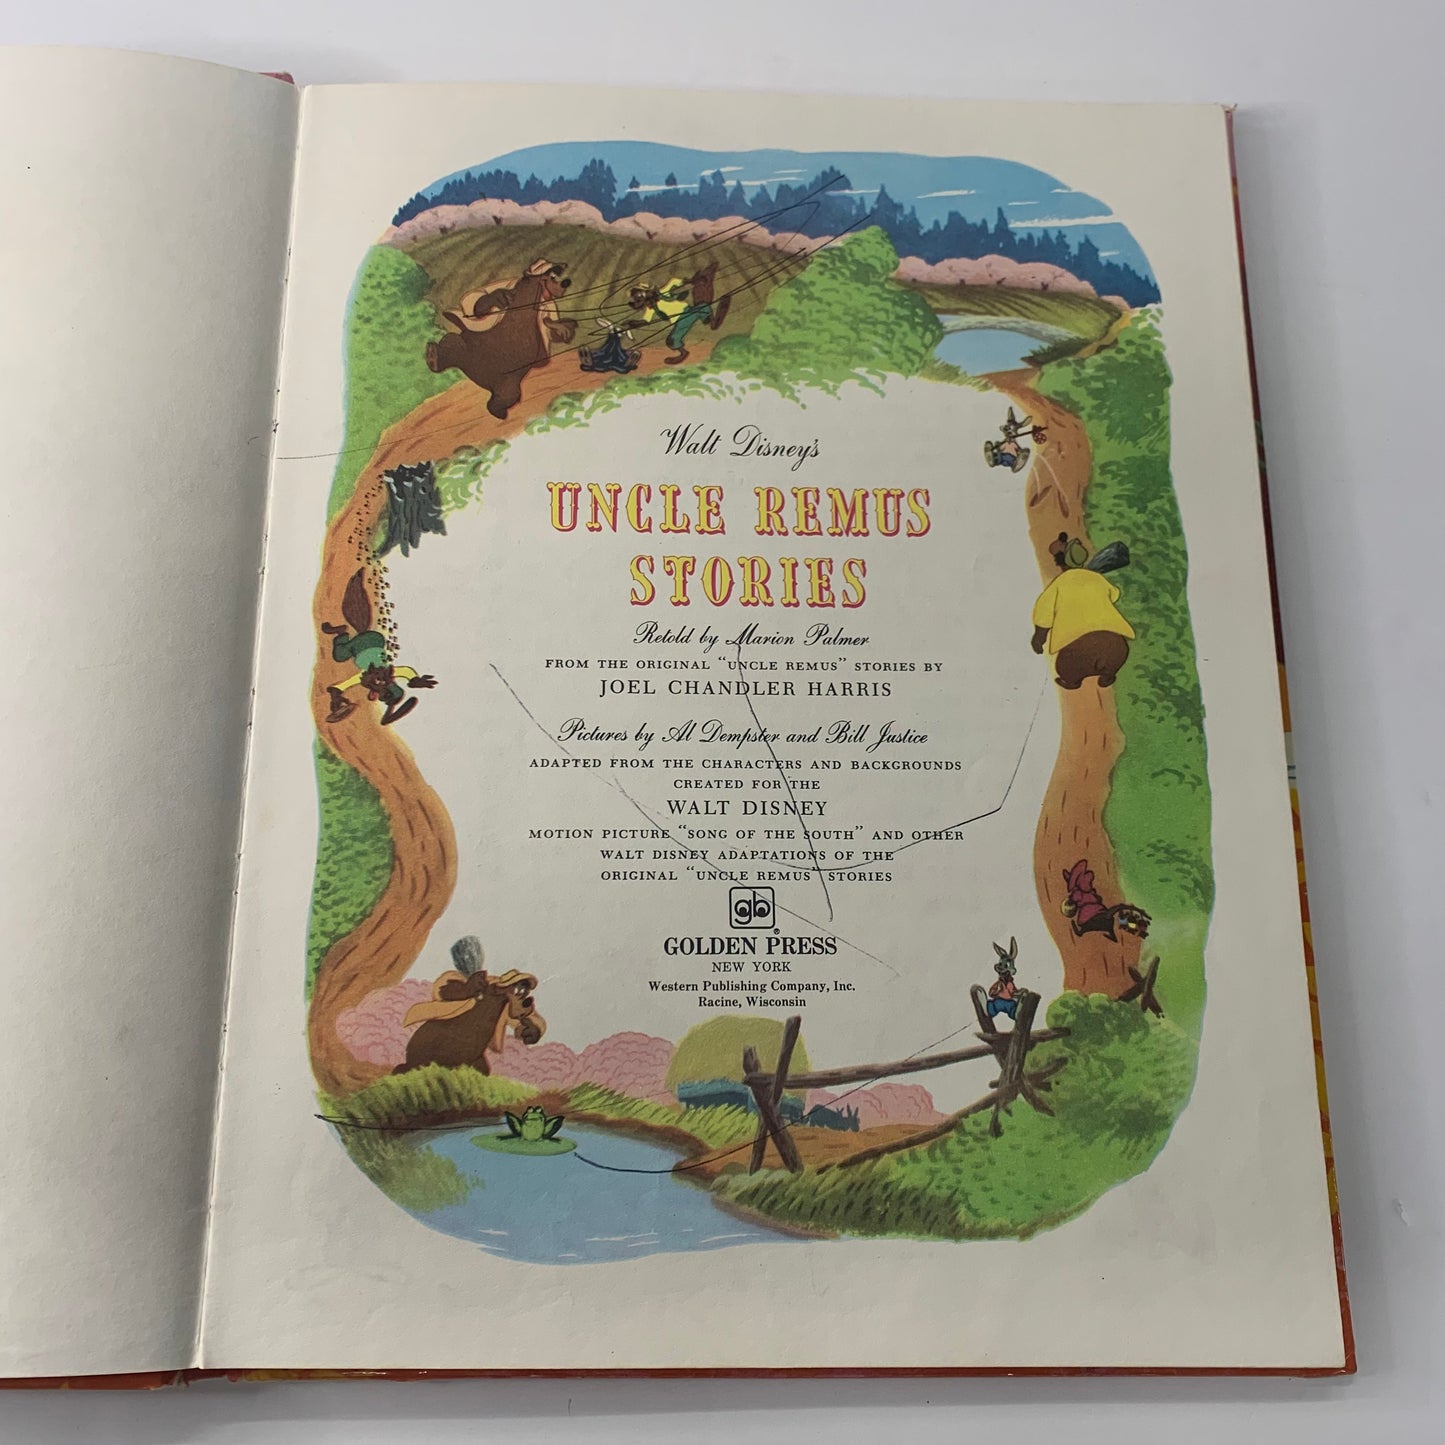 Walt Disney's
UNCLE REMUS
STORIES
Retold by Marion Palmer
FROM THE ORIGINAL "UNCLE REMUS" STORIES BY
JOEL CHANDLER HARRIS
Pictures by Al Dempster and Bill Justice
ADAPTED FROM THE CHARACTERS AND BACKGROUNDS
CREATED FOR THE
WALT DISNEY
MOTION PICTURE "SONG OF THE SOUTH" AND OTHER
WALT DISNEY ADAPTATIONS OF THE
ORIGINAL "UNCLE REMUS" STORIES
gb®
GOLDEN PRESS
NEW YORK
Western Publishing Company, Inc.
Racine, Wisconsin